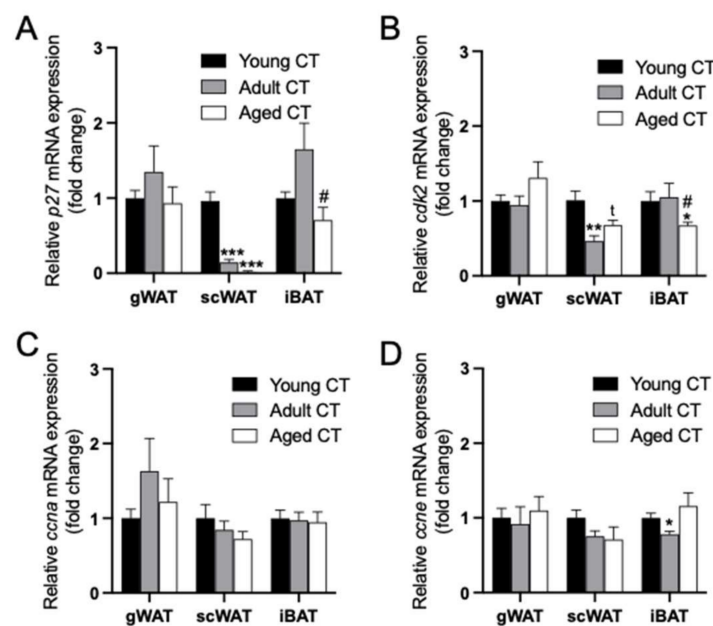 A
Relative p27 mRNA expression
(fold change)
3
2
1
0
Young CT
Adult CT
Aged CT
***
***
#
gWAT scWAT iBAT
B
Relative cdk2 mRNA expression
(fold change)
3
2
1
0
Young CT
Adult CT
Aged CT
**
t
#
*
gWAT scWAT iBAT
C
Relative ccna mRNA expression
(fold change)
3
2
1
0
Young CT
Adult CT
Aged CT
gWAT scWAT iBAT
D
Relative ccne mRNA expression
(fold change)
3
2
1
0
Young CT
Adult CT
Aged CT
*
gWAT scWAT iBAT